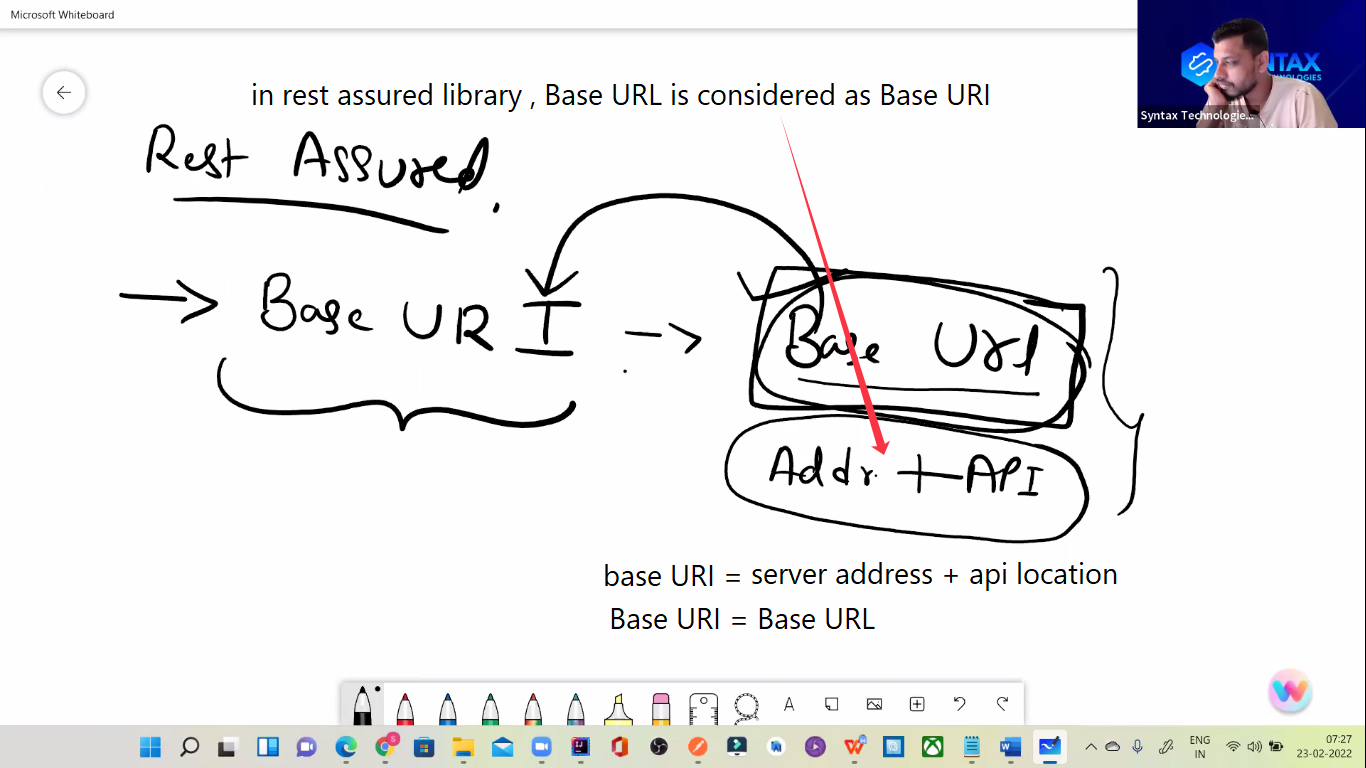 Microsoft Whiteboard
NTAX
ECHNOLOGIES
Syntax Technologie...
in rest assured library , Base URL is considered as Base URI
Rest Assured.
Base URI
Base Url
Addr. + API
base URI = server address + api location
Base URI = Base URL
A
W
S
W
W
ENG
IN
07:27
23-02-2022